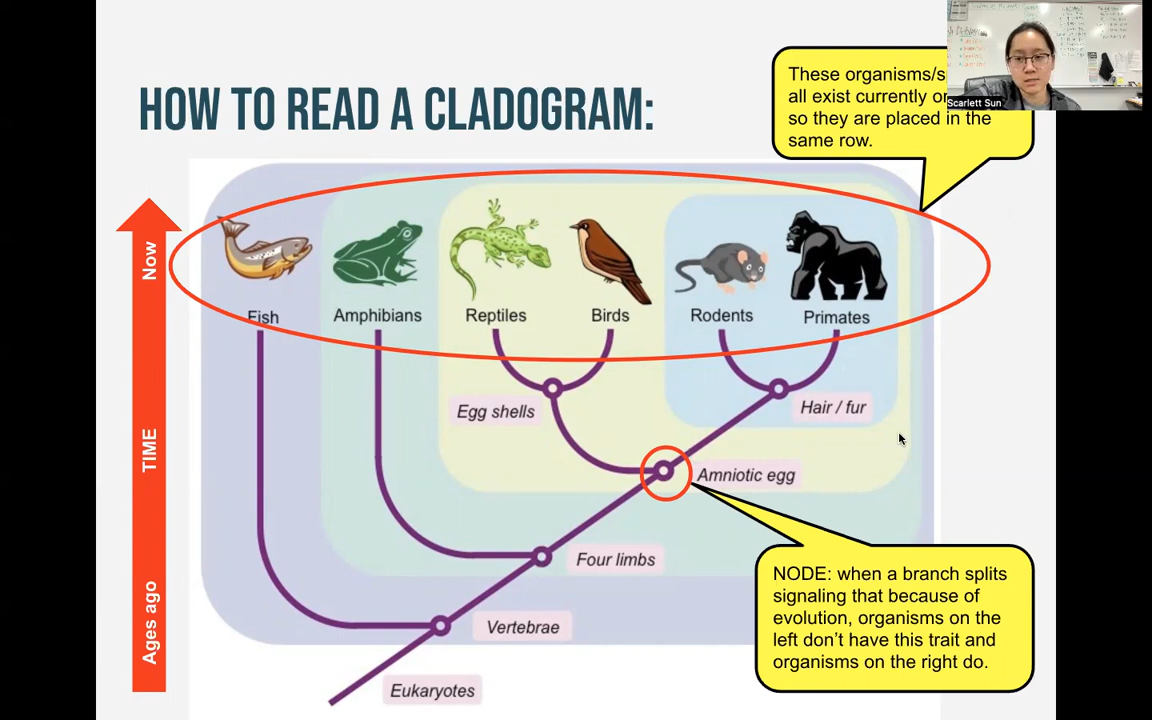 HOW TO READ A CLADOGRAM:
These organisms/s
all exist currently or
so they are placed in the
same row.
Scarlett Sun
Now
TIME
Ages ago
Fish
Amphibians
Reptiles
Birds
Rodents
Primates
Egg shells
Hair / fur
Amniotic egg
Four limbs
Vertebrae
Eukaryotes
NODE: when a branch splits
signaling that because of
evolution, organisms on the
left don't have this trait and
organisms on the right do.